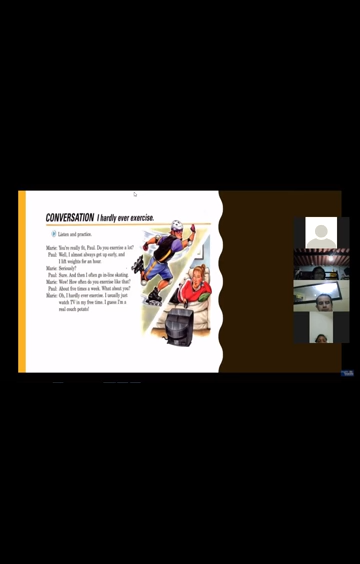 CONVERSATION I hardly ever exercise.
Listen and practice.
Marie: You're really fit, Paul. Do you exercise a lot?
Paul: Well, I almost always get up early, and
I lift weights for an hour.
Marie: Seriously?
Paul: Sure. And then I often go in-line skating.
Marie: Wow! How often do you exercise like that?
Paul: About five times a week. What about you?
Marie: Oh, I hardly ever exercise. I usually just
watch TV in my free time. I guess I'm a
real couch potato!